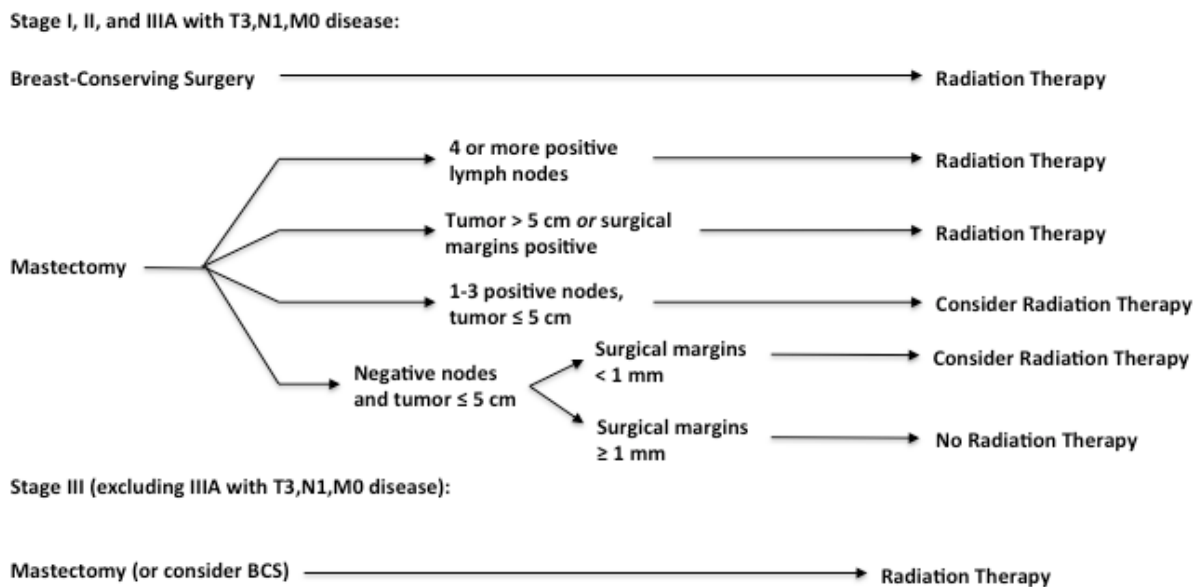 Stage I, II, and IIIA with T3,N1,M0 disease:
Breast-Conserving Surgery
Radiation Therapy
4 or more positive
lymph nodes
Radiation Therapy
Tumor > 5 cm or surgical
margins positive
Radiation Therapy
Mastectomy
1-3 positive nodes,
tumor ≤ 5 cm
Consider Radiation Therapy
Negative nodes
and tumor ≤ 5 cm
Surgical margins
< 1 mm
Consider Radiation Therapy
Surgical margins
≥ 1 mm
No Radiation Therapy
Stage III (excluding IIIA with T3,N1,M0 disease):
Mastectomy (or consider BCS)
Radiation Therapy